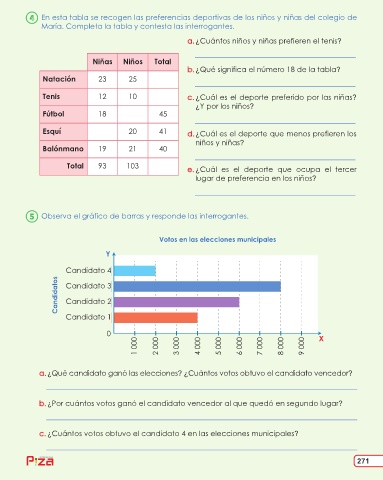 4 En esta tabla se recogen las preferencias deportivas de los niños y niñas del colegio de
María. Completa la tabla y contesta las interrogantes.
Niñas Niños Total
Natación 23 25
Tenis 12 10
Fútbol 18 45
Esquí 20 41
Balónmano 19 21 40
Total 93 103
a. ¿Cuántos niños y niñas prefieren el tenis?
b. ¿Qué significa el número 18 de la tabla?
c. ¿Cuál es el deporte preferido por las niñas?
¿Y por los niños?
d. ¿Cuál es el deporte que menos prefieren los
niños y niñas?
e. ¿Cuál es el deporte que ocupa el tercer
lugar de preferencia en los niños?
5 Observa el gráfico de barras y responde las interrogantes.
Votos en las elecciones municipales
Y
Candidatos
Candidato 4
Candidato 3
Candidato 2
Candidato 1
0
X
1 000 2 000 3 000 4 000 5 000 6 000 7 000 8 000 9 000
a. ¿Qué candidato ganó las elecciones? ¿Cuántos votos obtuvo el candidato vencedor?
b. ¿Por cuántos votos ganó el candidato vencedor al que quedó en segundo lugar?
c. ¿Cuántos votos obtuvo el candidato 4 en las elecciones municipales?
P:za
271